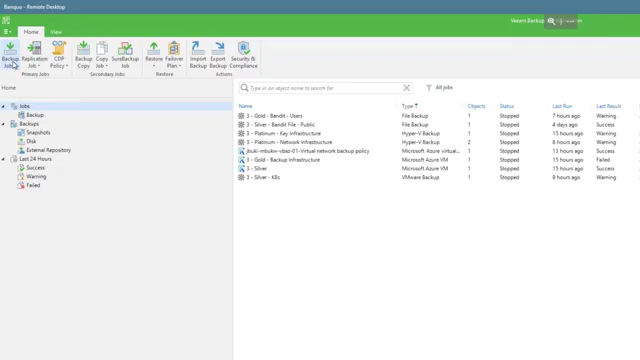 Bangus - Remote Desktop
Veeam Backup
Home View
Backup Job
Replication Job
CDP Policy
Primary Jobs
Backup Copy
Copy Job
SureBackup Job
Secondary Jobs
Restore
Failover Plan
Restore
Import Backup
Export Backup
Actions
Security & Compliance
Home
Type in an object name to search for
All jobs
Jobs
Backup
Backups
Snapshots
Disk
External Repository
Last 24 Hours
Success
Warning
Failed
Name Type Objects Status Last Run Last Result
3 - Gold - Bandit - Users File Backup 1 Stopped 7 hours ago Warning
3 - Silver - Bandit File - Public File Backup 1 Stopped 4 days ago Success
3 - Platinum - Key Infrastructure Hyper-V Backup 1 Stopped 15 hours ago Warning
3 - Platinum - Network Infrastructure Hyper-V Backup 2 Stopped 8 hours ago Warning
jbuki-mbukw-vbaz-01-Virtual network backup policy Microsoft Azure virtual... 1 Stopped 13 hours ago Success
3 - Gold - Backup Infrastructure Microsoft Azure VM 1 Stopped 15 hours ago Failed
3 - Silver Microsoft Azure VM 1 Stopped 15 hours ago Success
3 - Silver - K8s VMware Backup 1 Stopped 8 hours ago Warning